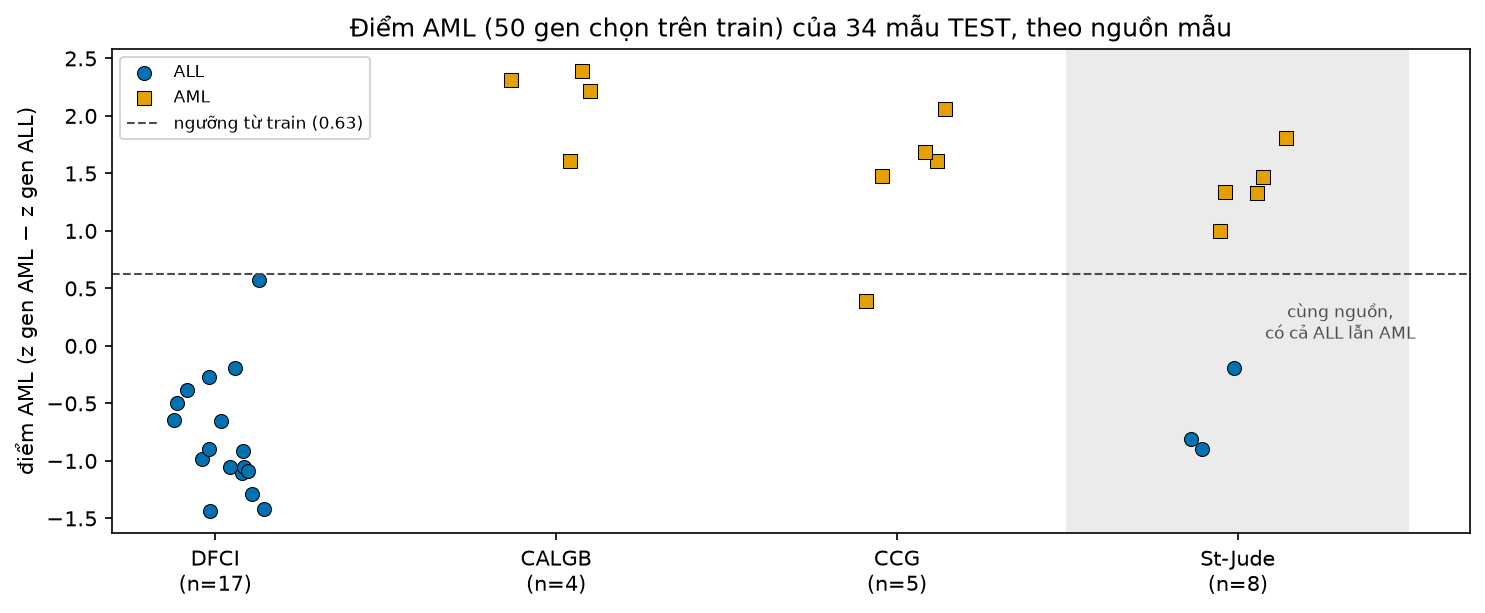 Điểm AML (50 gen chọn trên train) của 34 mẫu TEST, theo nguồn mẫu
điểm AML (z gen AML − z gen ALL)
2.5
2.0
1.5
1.0
0.5
0.0
−0.5
−1.0
−1.5
ALL
AML
ngưỡng từ train (0.63)
cùng nguồn,
có cả ALL lẫn AML
DFCI
(n=17)
CALGB
(n=4)
CCG
(n=5)
St-Jude
(n=8)